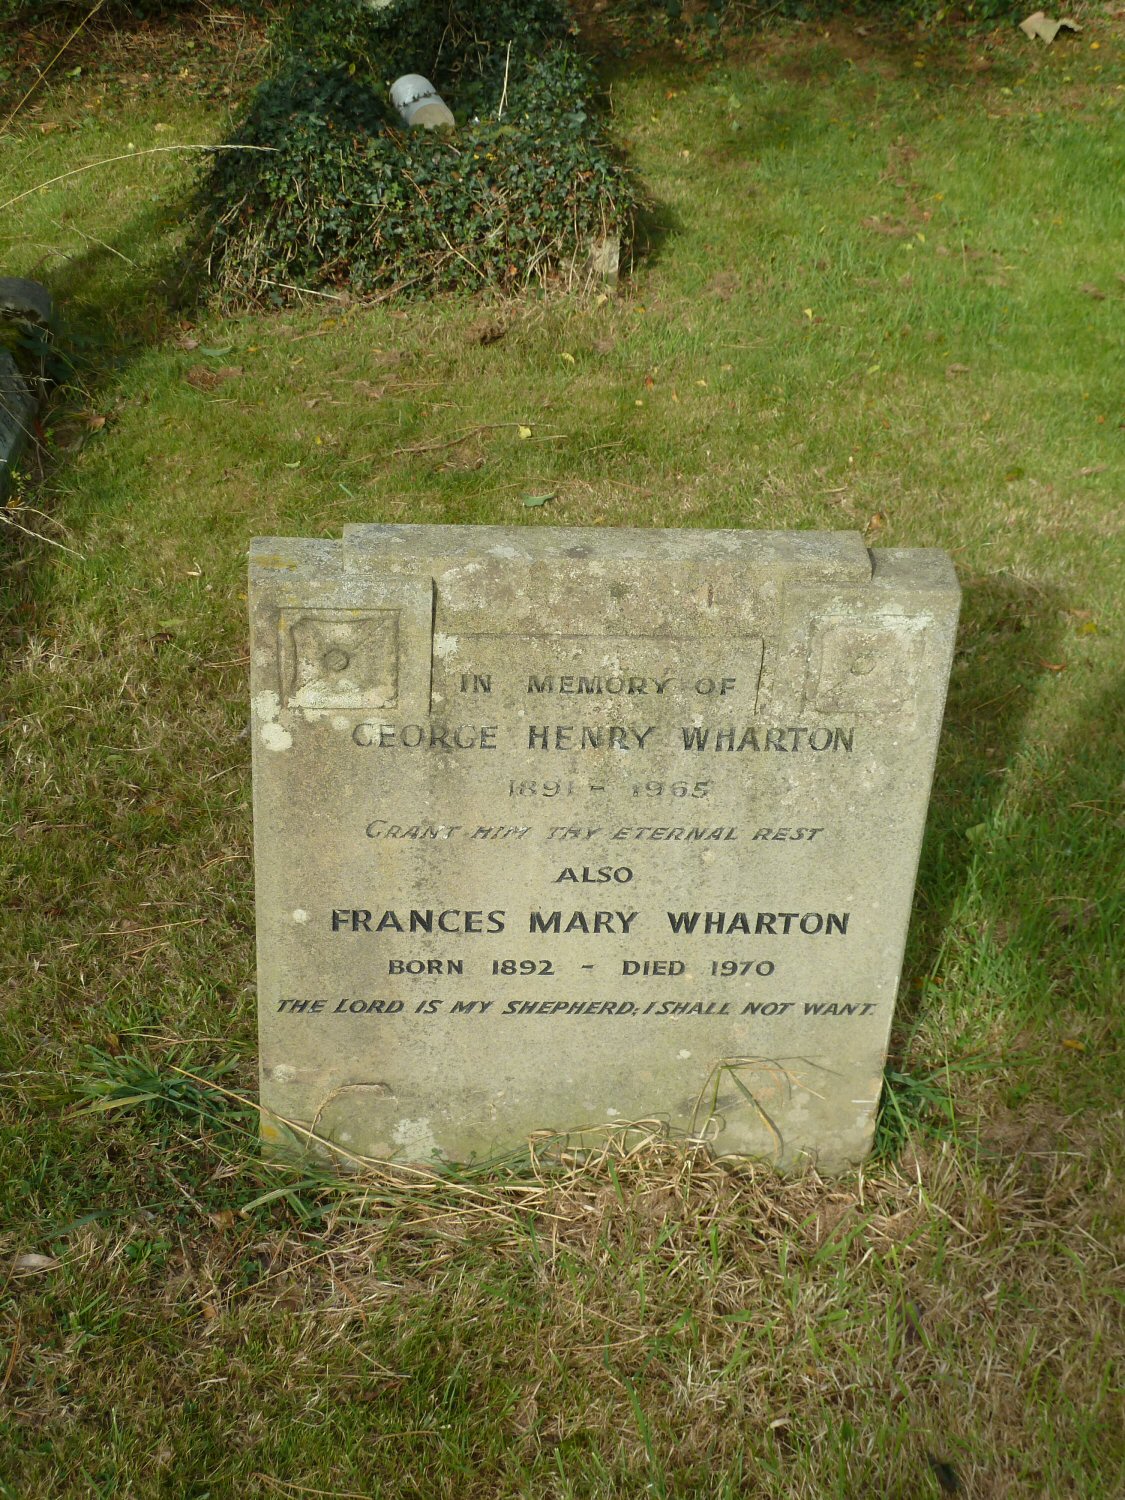 IN MEMORY OF
GEORGE HENRY WHARTON
1891 - 1965
GRANT HIM THY ETERNAL REST
ALSO
FRANCES MARY WHARTON
BORN 1892 - DIED 1970
THE LORD IS MY SHEPHERD; I SHALL NOT WANT.